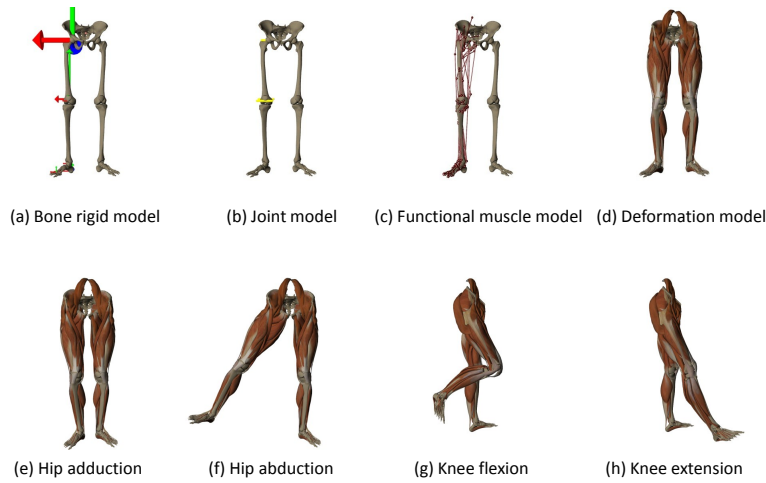 (a) Bone rigid model
(b) Joint model
(c) Functional muscle model
(d) Deformation model
(e) Hip adduction
(f) Hip abduction
(g) Knee flexion
(h) Knee extension